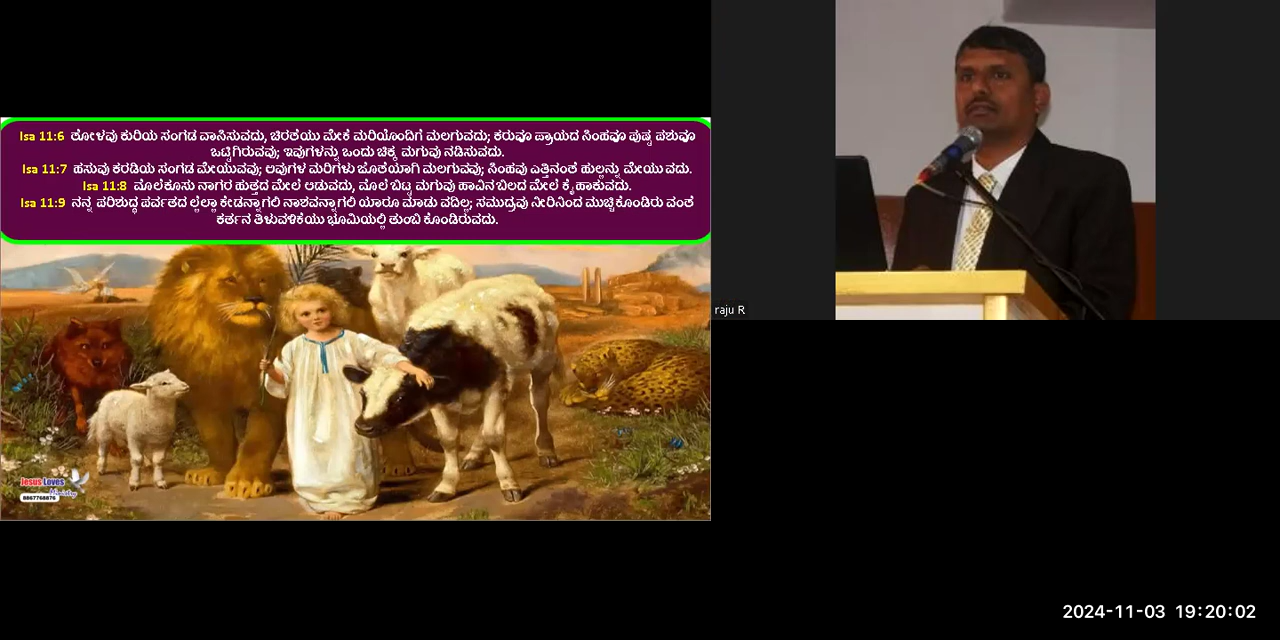 Isa 11:6 ತೋಳವು ಕುರಿಯ ಸಂಗಡ ವಾಸಿಸುವದು, ಚಿರತೆಯು ಮೇಕೆ ಮರಿಯೊಂದಿಗೆ ಮಲಗುವದು; ಕರುವೂ ಪ್ರಾಯದ ಸಿಂಹವೂ ಪುಷ್ಟ ಪಶುವೂ
ಒಟ್ಟಿಗಿರುವವು; ಇವುಗಳನ್ನು ಒಂದು ಚಿಕ್ಕ ಮಗುವು ನಡಿಸುವದು.
Isa 11:7 ಹಸುವು ಕರಡಿಯ ಸಂಗಡ ಮೇಯುವವು; ಅವುಗಳ ಮರಿಗಳು ಜೊತೆಯಾಗಿ ಮಲಗುವವು; ಸಿಂಹವು ಎತ್ತಿನಂತೆ ಹುಲ್ಲನ್ನು ಮೇಯು ವದು.
Isa 11:8 ಮೊಲೆಕೂಸು ನಾಗರ ಹುತ್ತದ ಮೇಲೆ ಆಡುವದು, ಮೊಲೆ ಬಿಟ್ಟ ಮಗುವು ಹಾವಿನ ಬಿಲದ ಮೇಲೆ ಕೈ ಹಾಕುವದು.
Isa 11:9 ನನ್ನ ಪರಿಶುದ್ಧ ಪರ್ವತದ ಲ್ಲೆಲ್ಲಾ ಕೇಡನ್ನಾಗಲಿ ನಾಶವನ್ನಾಗಲಿ ಯಾರೂ ಮಾಡು ವದಿಲ್ಲ; ಸಮುದ್ರವು ನೀರಿನಿಂದ ಮುಚ್ಚಿಕೊಂಡಿರು ವಂತೆ
ಕರ್ತನ ತಿಳುವಳಿಕೆಯು ಭೂಮಿಯಲ್ಲಿ ತುಂಬಿ ಕೊಂಡಿರುವದು.
raju R
Jesus Loves
Ministry
8867768876
2024-11-03 19:20:02